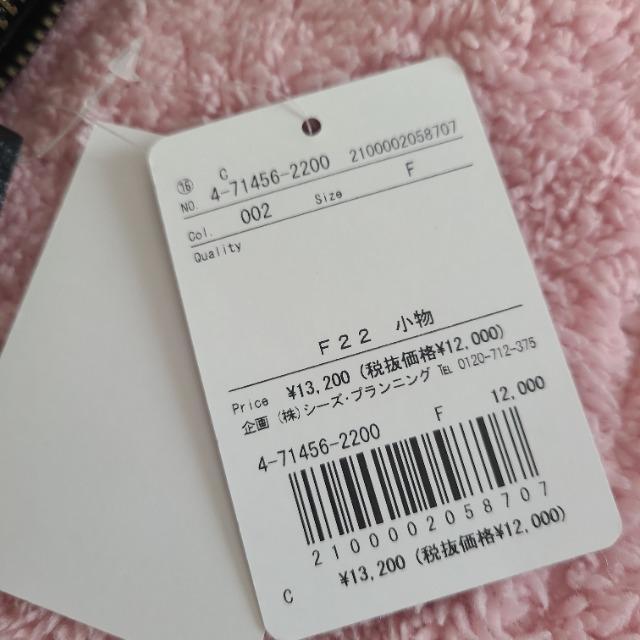 ⑯ C
NO. 4-71456-2200 2100002058707
Col. 002 Size F
Quality
F22 小物
Price ¥13,200 (税抜価格¥12,000)
企画 (株)シーズ・プランニング ℡ 0120-712-375
4-71456-2200 F 12,000
2100002058707
C ¥13,200 (税抜価格¥12,000)